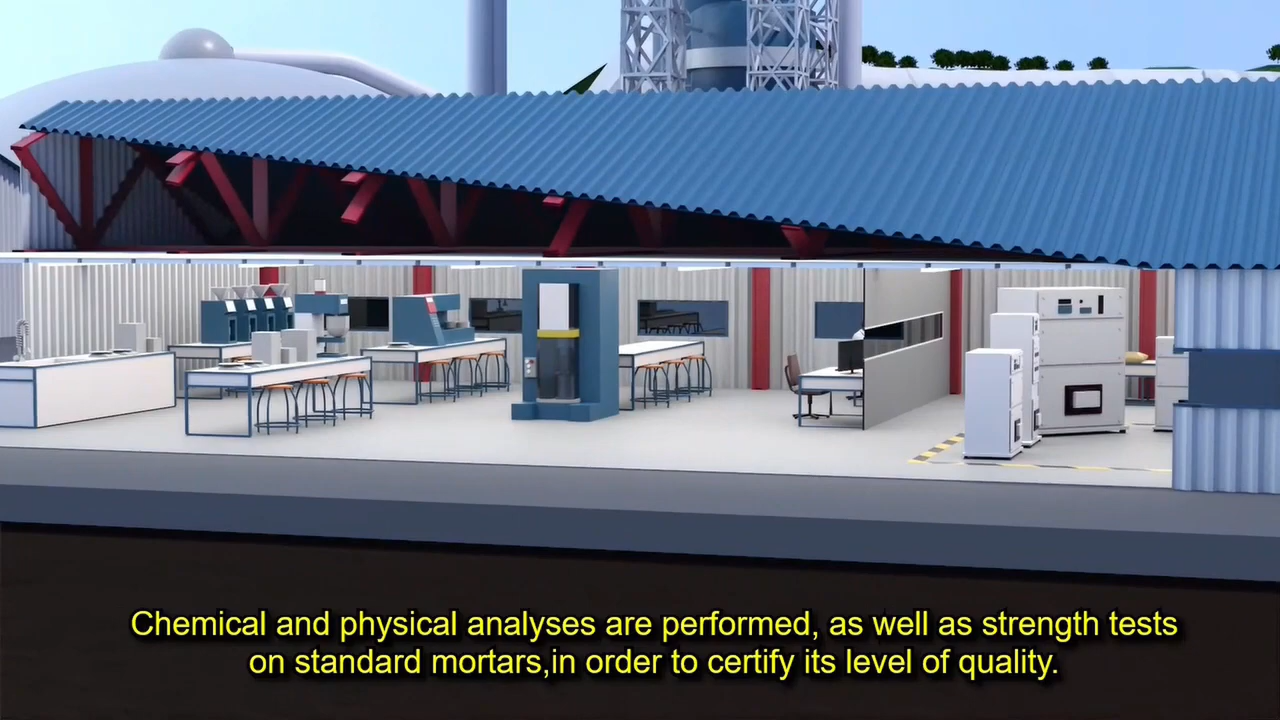 Chemical and physical analyses are performed, as well as strength tests
on standard mortars,in order to certify its level of quality.